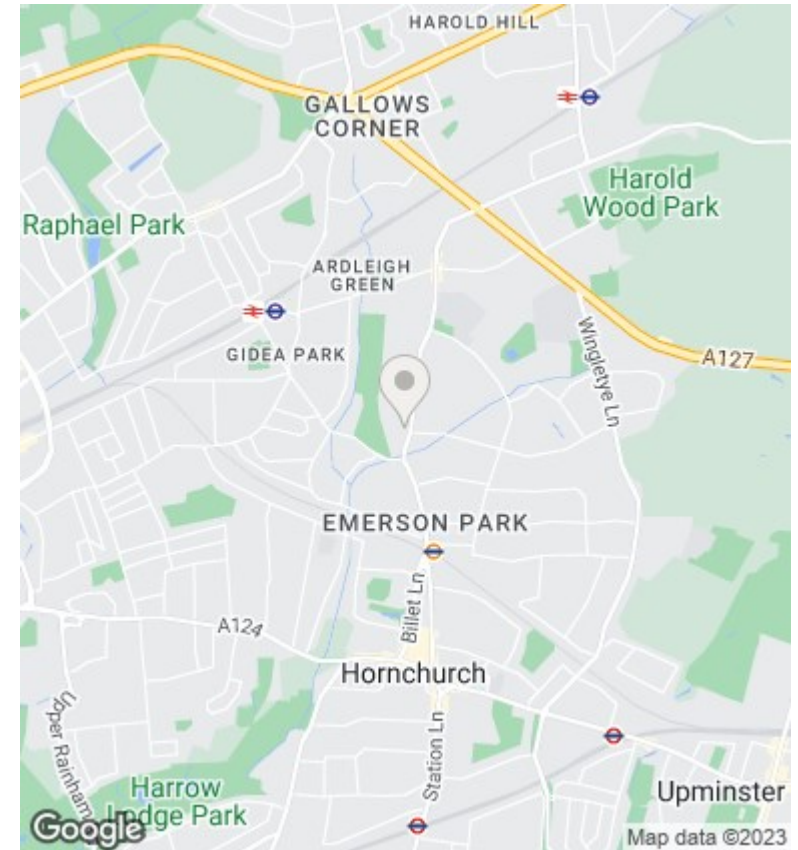 HAROLD HILL
GALLOWS
CORNER
Harold
Wood Park
Raphael Park
ARDLEIGH
GREEN
GIDEA PARK
Wingletye Ln
A127
EMERSON PARK
Billet Ln
A124
Hornchurch
Upper Rainham
Station Ln
Upminster
Harrow
Lodge Park
Google
Map data ©2023